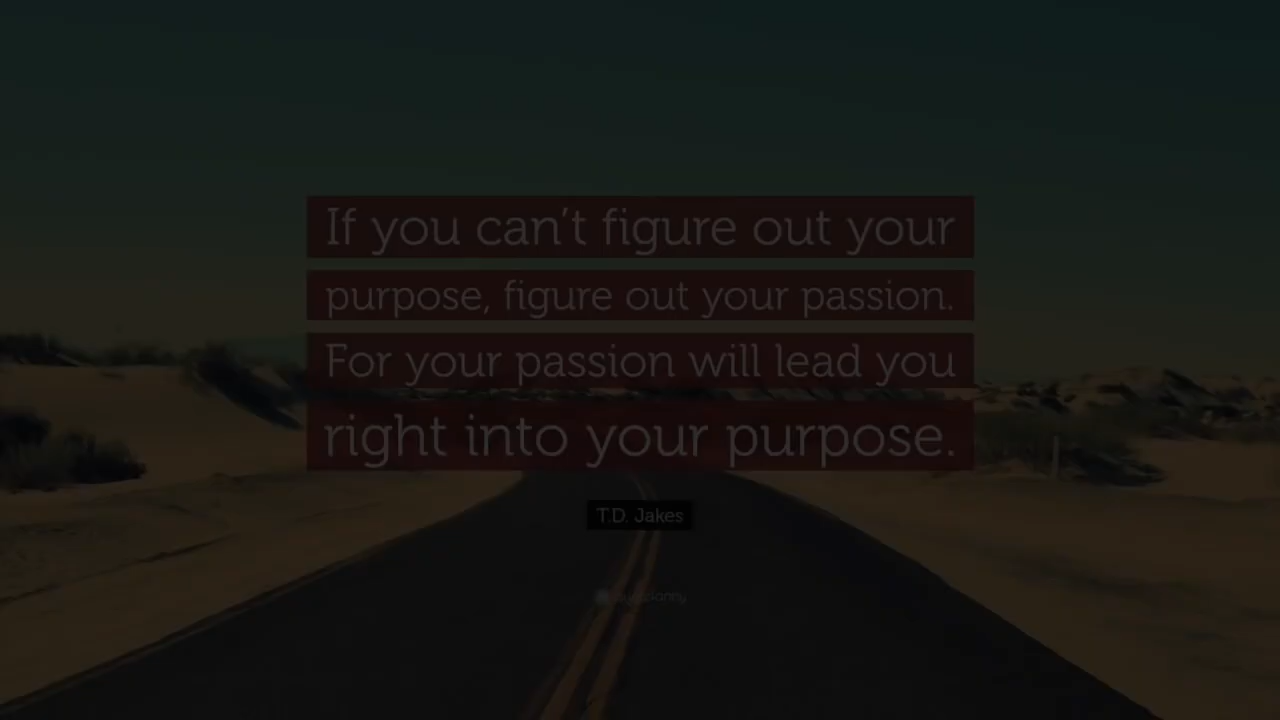 If you can’t figure out your
purpose, figure out your passion.
For your passion will lead you
right into your purpose.
T.D. Jakes